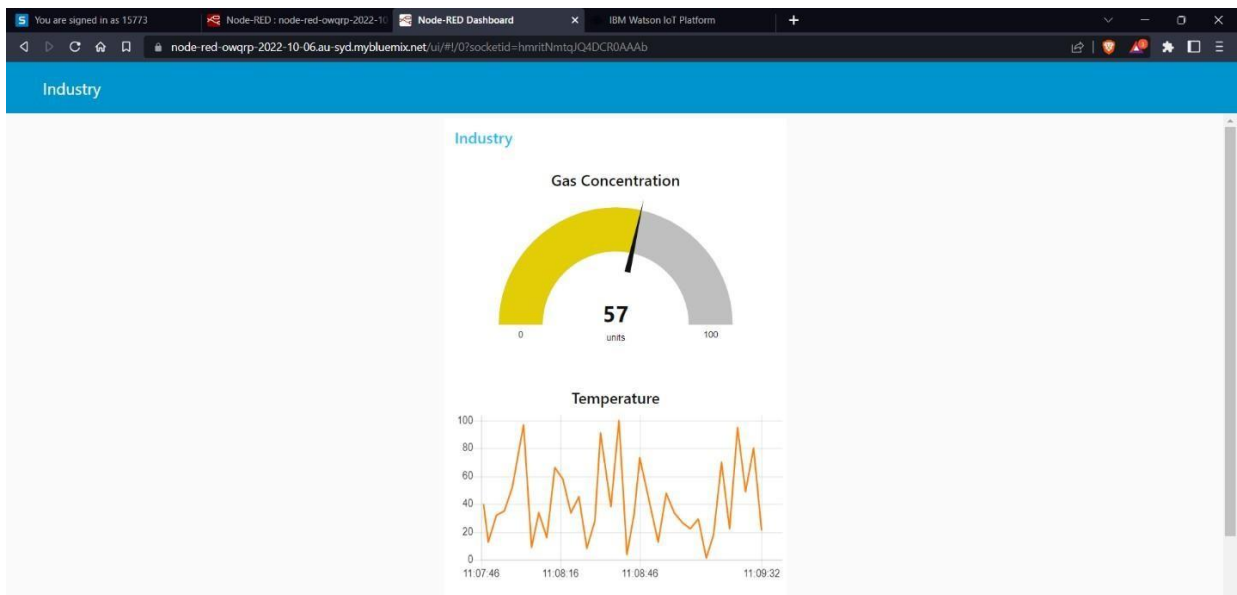 You are signed in as 15773
Node-RED : node-red-owqrp-2022-10
Node-RED Dashboard
IBM Watson IoT Platform
node-red-owqrp-2022-10-06.au-syd.mybluemix.net/ui/#!/0?socketid=hmritNmtqJQ4DCR0AAAb
Industry
Industry
Gas Concentration
57
0
units
100
Temperature
100
80
60
40
20
0
11:07:46
11:08:16
11:08:46
11:09:32